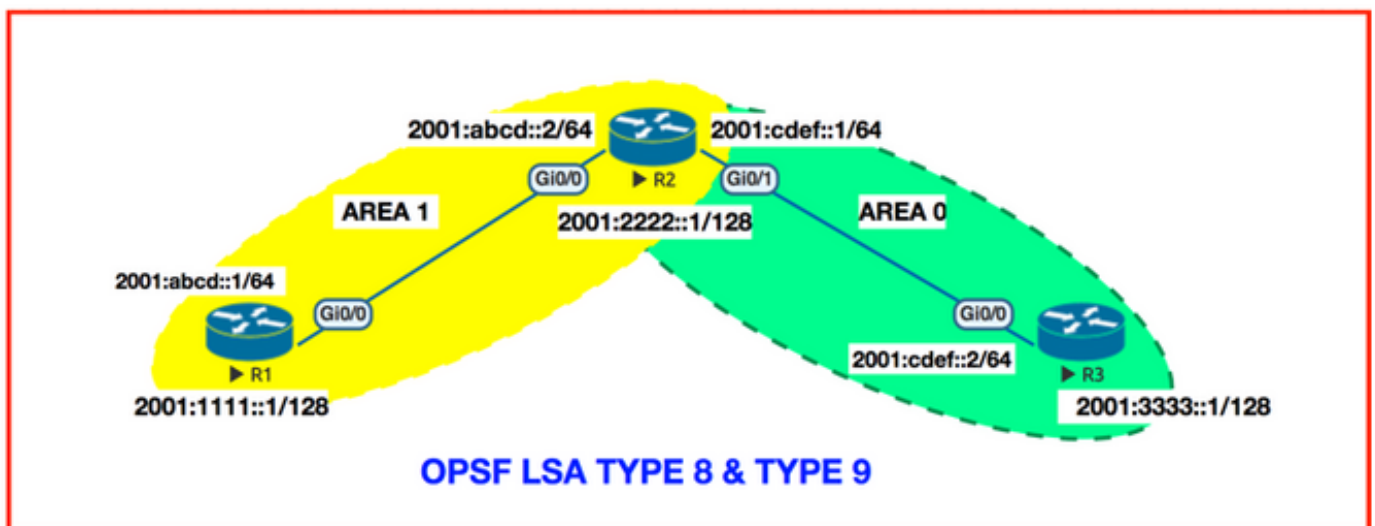 2001:abcd::2/64
2001:cdef::1/64
Gi0/0
R2
Gi0/1
AREA 1
2001:2222::1/128
AREA 0
2001:abcd::1/64
Gi0/0
Gi0/0
2001:cdef::2/64
R1
R3
2001:1111::1/128
2001:3333::1/128
OPSF LSA TYPE 8 & TYPE 9